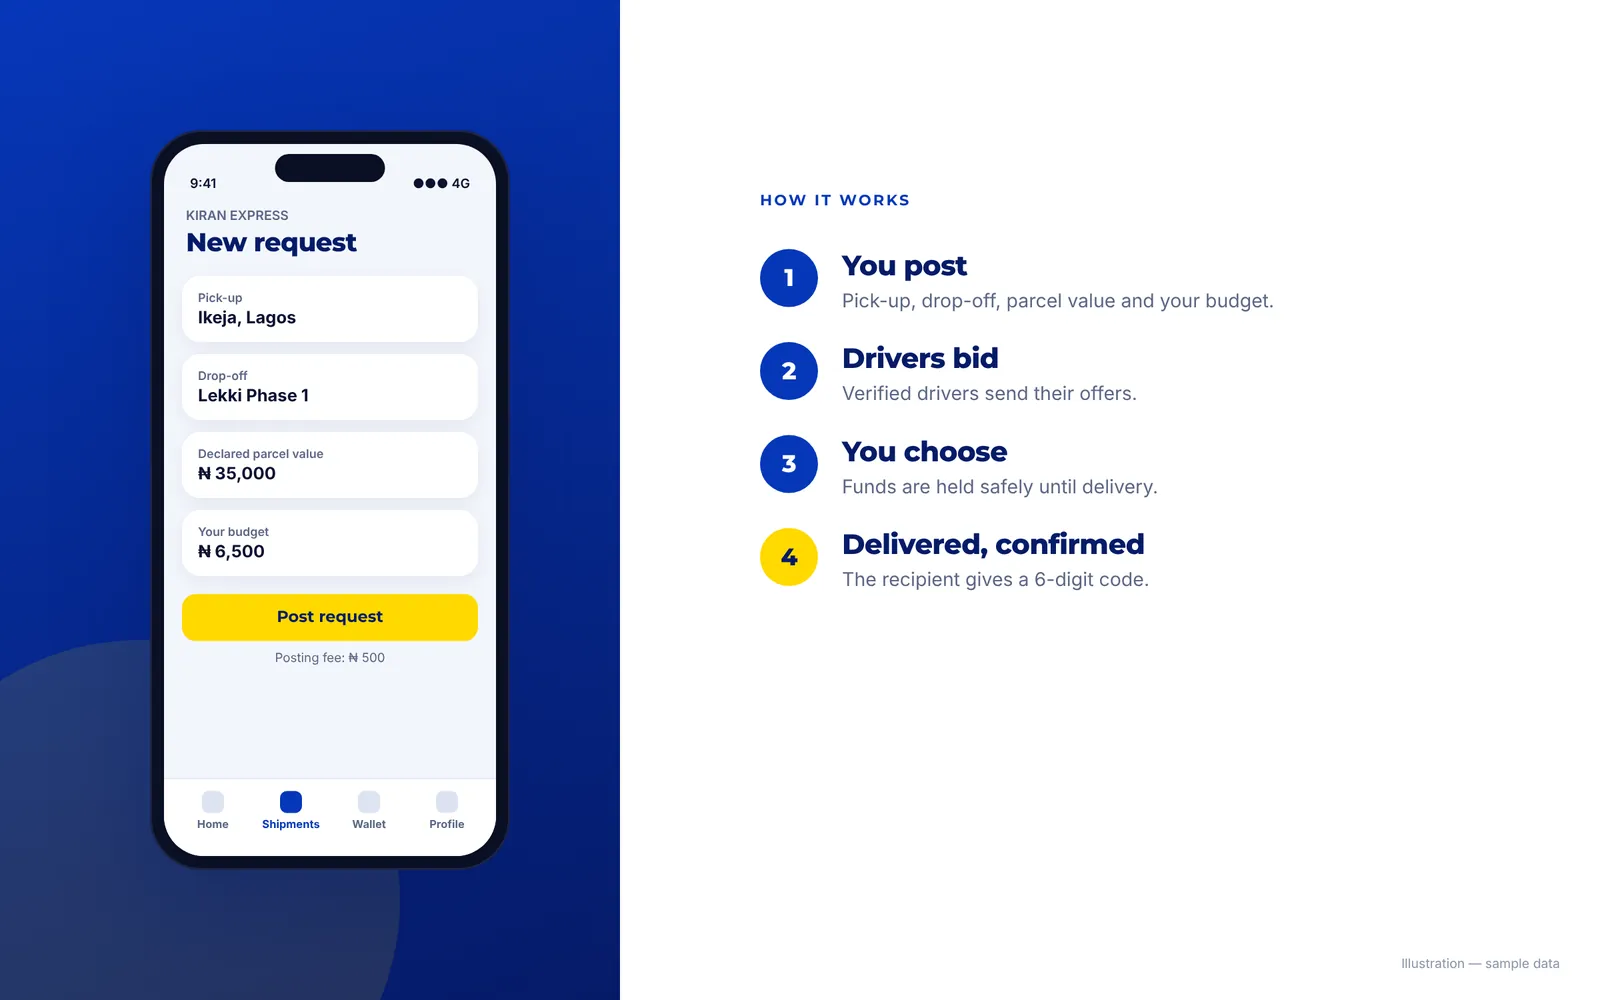 9:41
4G
KIRAN EXPRESS
New request
Pick-up
Ikeja, Lagos
Drop-off
Lekki Phase 1
Declared parcel value
₦ 35,000
Your budget
₦ 6,500
Post request
Posting fee: ₦ 500
Home
Shipments
Wallet
Profile
HOW IT WORKS
1
You post
Pick-up, drop-off, parcel value and your budget.
2
Drivers bid
Verified drivers send their offers.
3
You choose
Funds are held safely until delivery.
4
Delivered, confirmed
The recipient gives a 6-digit code.
Illustration — sample data